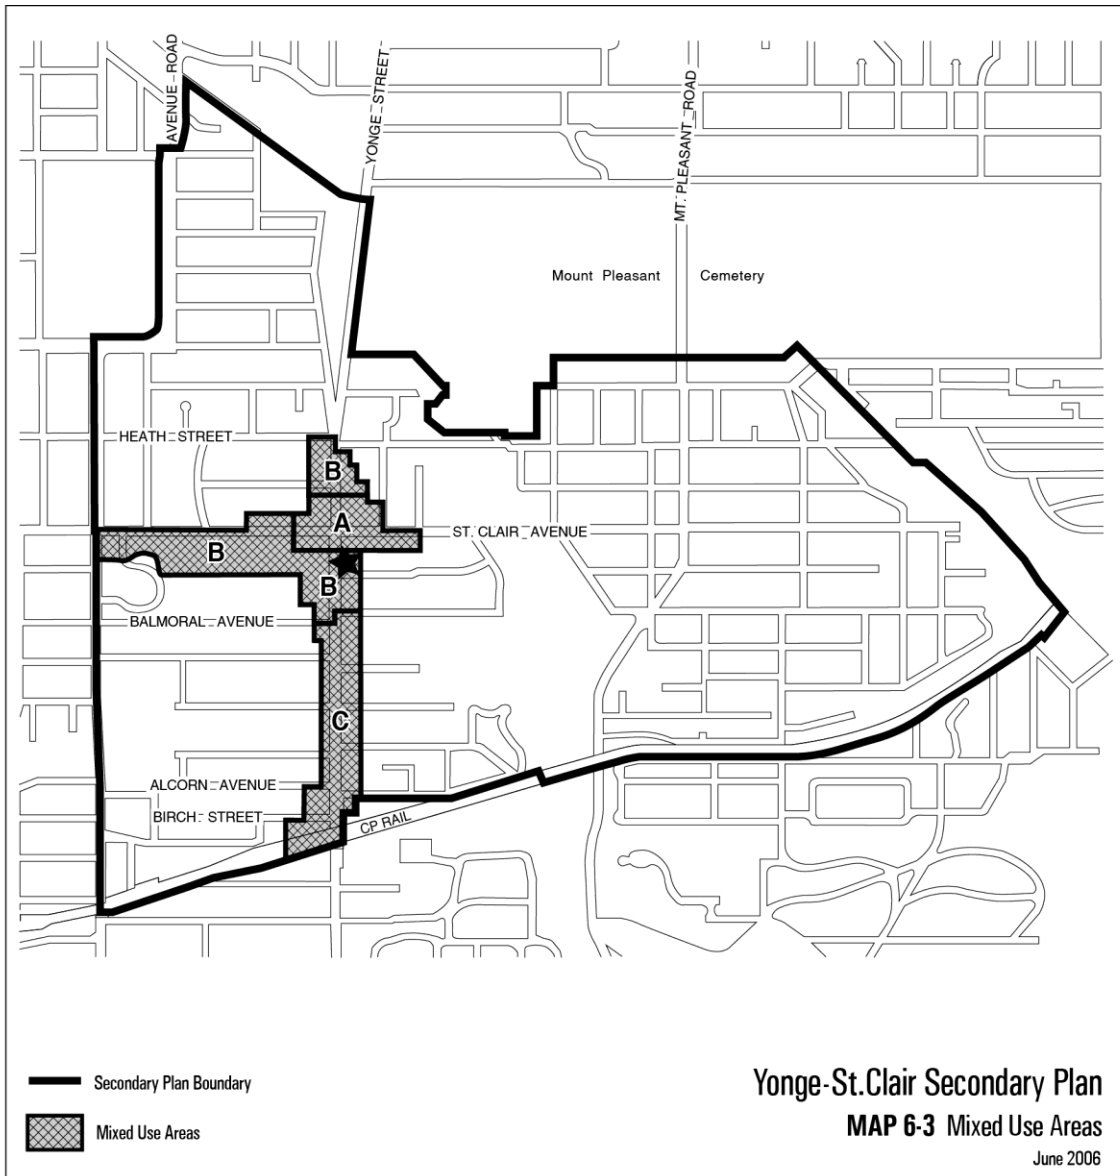 AVENUE ROAD
YONGE STREET
MT. PLEASANT ROAD
Mount Pleasant Cemetery
HEATH STREET
B
A
ST. CLAIR AVENUE
B
B
BALMORAL AVENUE
C
ALCORN AVENUE
BIRCH STREET
CP RAIL
Secondary Plan Boundary
Mixed Use Areas
Yonge-St.Clair Secondary Plan
MAP 6-3 Mixed Use Areas
June 2006